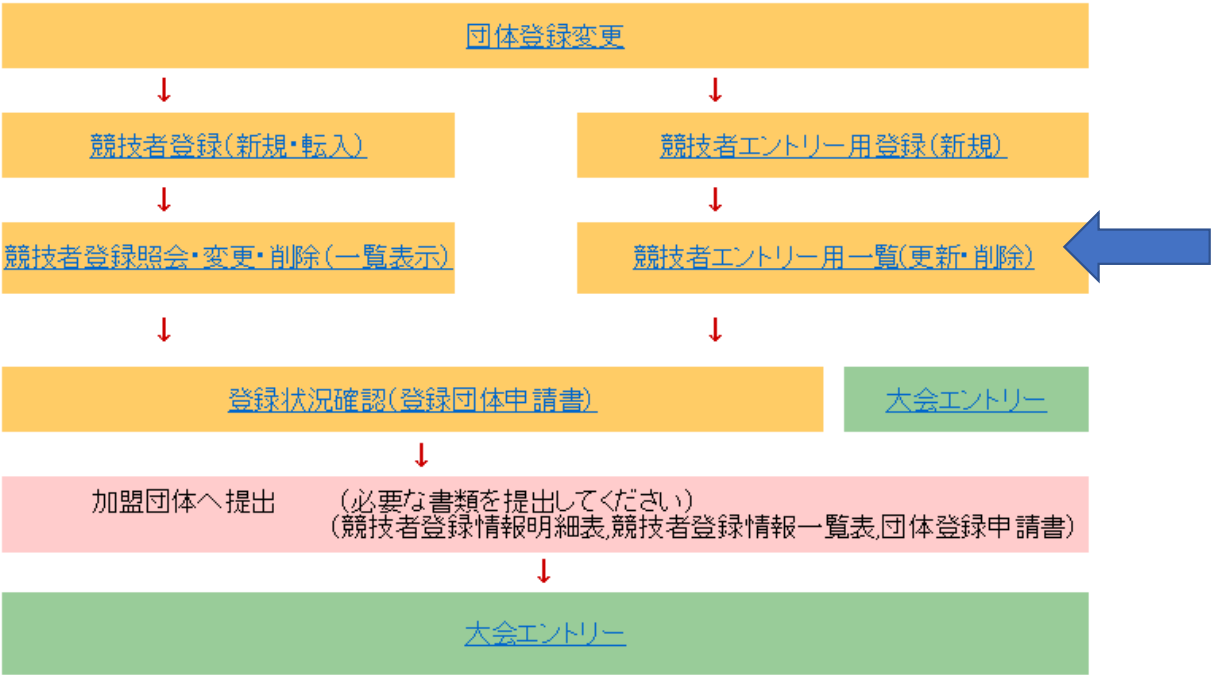 団体登録変更
↓ ↓
競技者登録(新規・転入) 競技者エントリー用登録(新規)
↓ ↓
競技者登録照会・変更・削除(一覧表示) 競技者エントリー用一覧(更新・削除)
↓ ↓
登録状況確認(登録団体申請書) 大会エントリー
↓
加盟団体へ提出 (必要な書類を提出してください)
(競技者登録情報明細表,競技者登録情報一覧表,団体登録申請書)
↓
大会エントリー